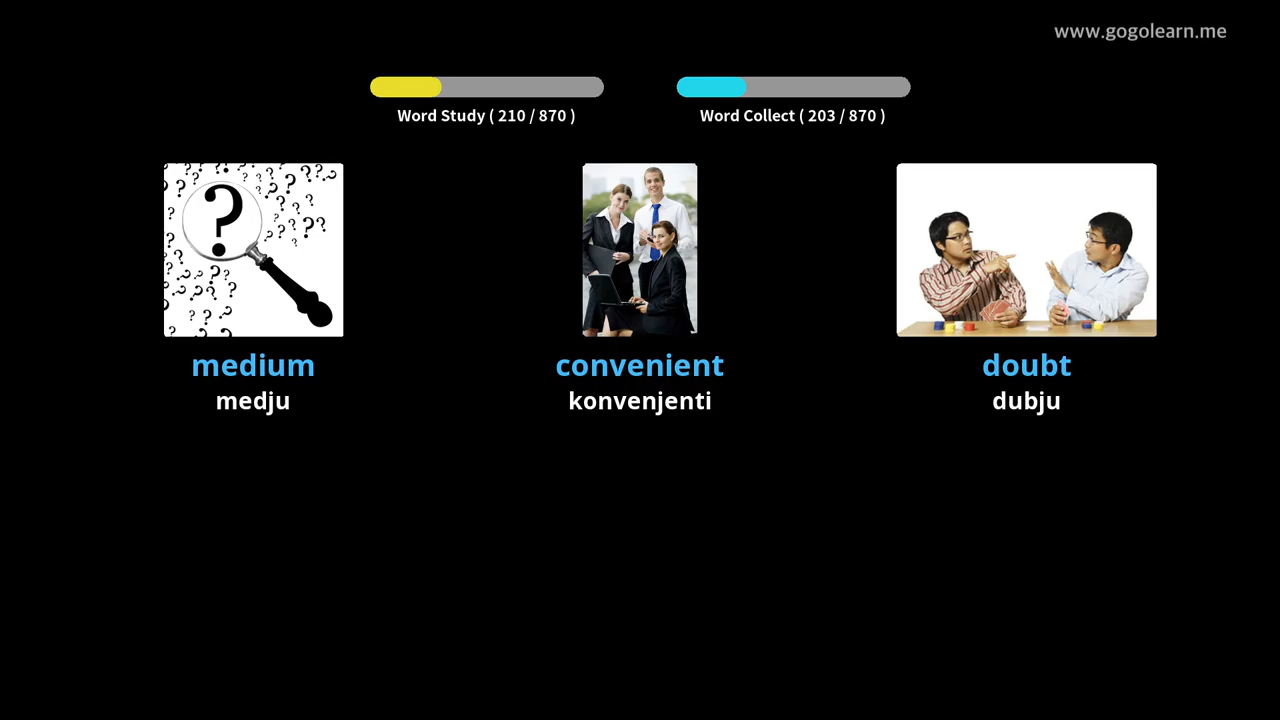 www.gogolearn.me
Word Study ( 210 / 870 )
Word Collect ( 203 / 870 )
medium
medju
convenient
konvenjenti
doubt
dubju